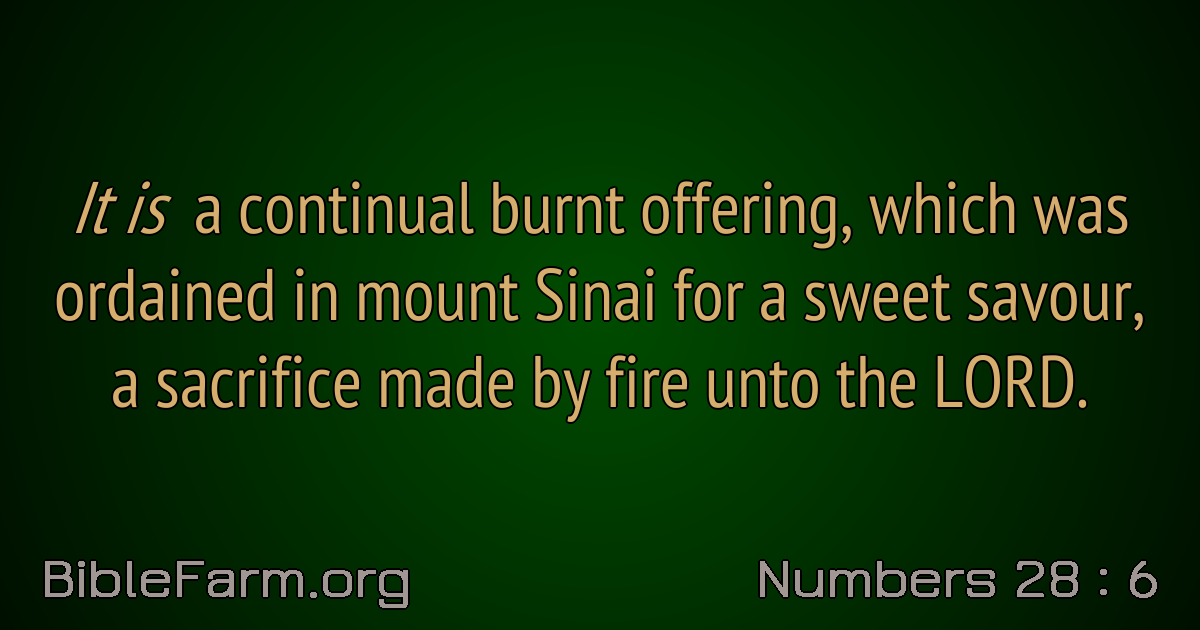 It is a continual burnt offering, which was
ordained in mount Sinai for a sweet savour,
a sacrifice made by fire unto the LORD.
BibleFarm.org
Numbers 28 : 6